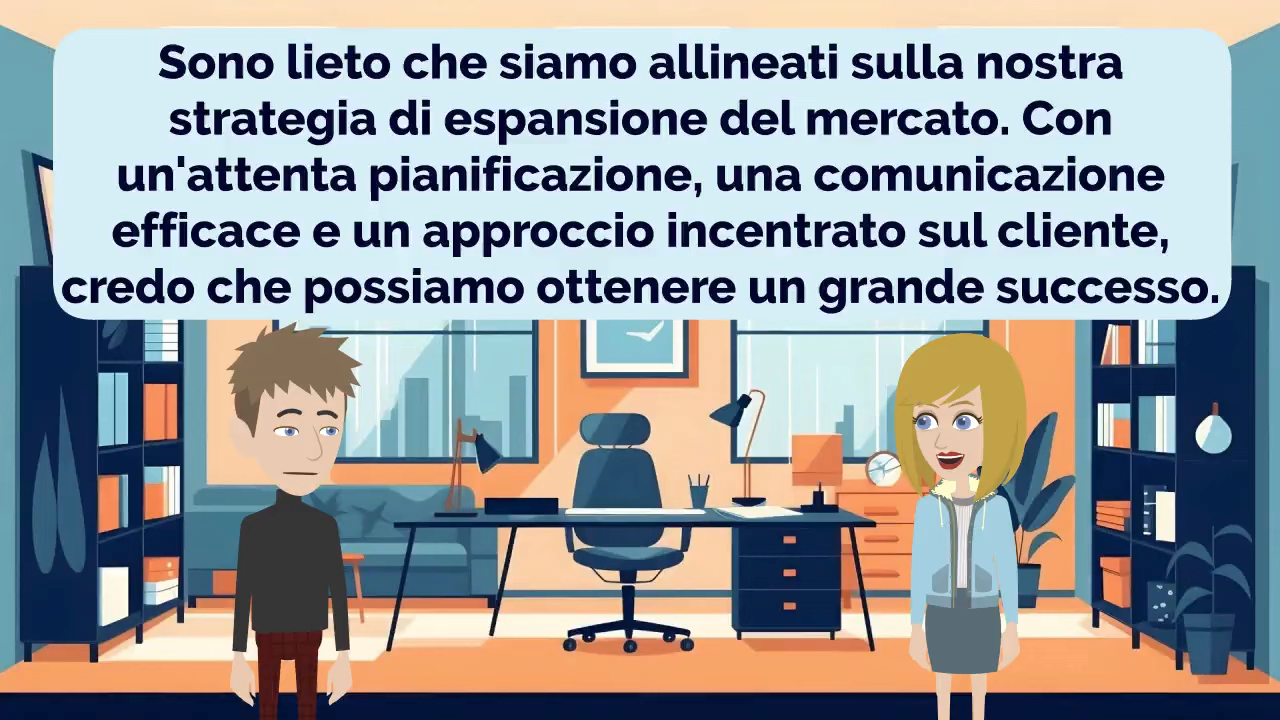 Sono lieto che siamo allineati sulla nostra
strategia di espansione del mercato. Con
un'attenta pianificazione, una comunicazione
efficace e un approccio incentrato sul cliente,
credo che possiamo ottenere un grande successo.